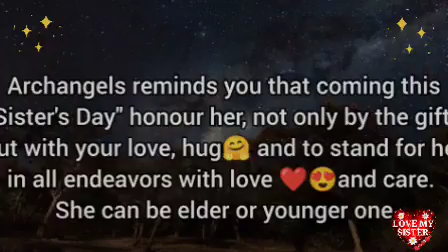 Archangels reminds you that coming this
Sister's Day" honour her, not only by the gift
with your love, hug🤗 and to stand for
in all endeavors with love ❤️😍and care.
She can be elder or younger one.
LOVE MY
SISTER